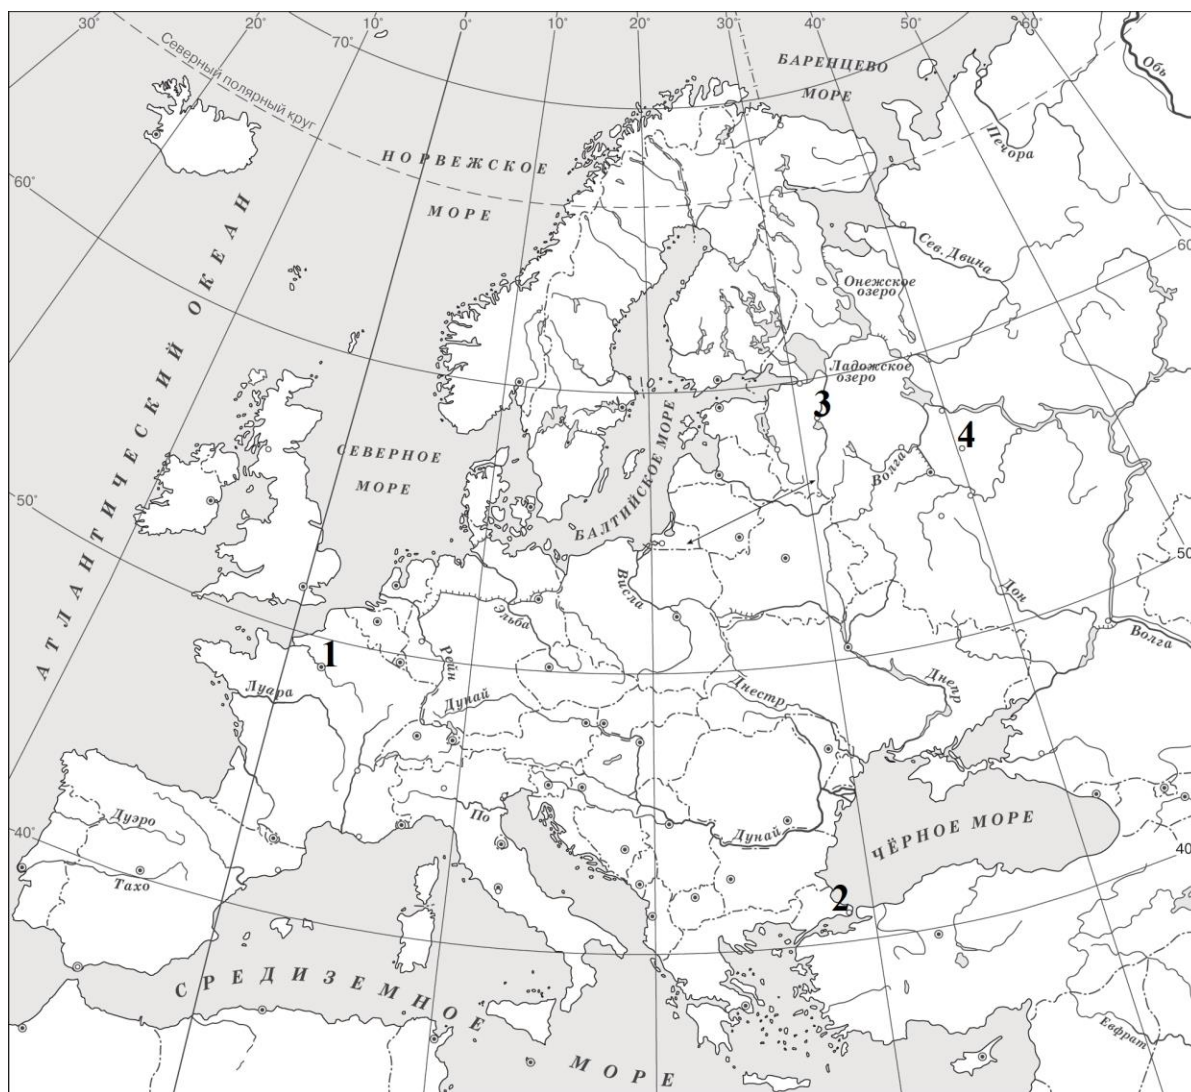 30° 20° 10° 0° 10° 20° 30° 40° 50° 60°
70°
Северный полярный круг
БАРЕНЦЕВО
МОРЕ
Обь
Печора
НОРВЕЖСКОЕ
МОРЕ
60°
60°
АТЛАНТИЧЕСКИЙ ОКЕАН
Сев. Двина
Онежское
озеро
Ладожское
озеро
3
4
СЕВЕРНОЕ
МОРЕ
БАЛТИЙСКОЕ МОРЕ
Волга
50°
50°
Висла
Эльба
Дон
Волга
1
Рейн
Луара
Дунай
Днестр
Днепр
Дуэро
По
Дунай
ЧЁРНОЕ МОРЕ
40°
40°
Тахо
2
СРЕДИЗЕМНОЕ
МОРЕ
Евфрат